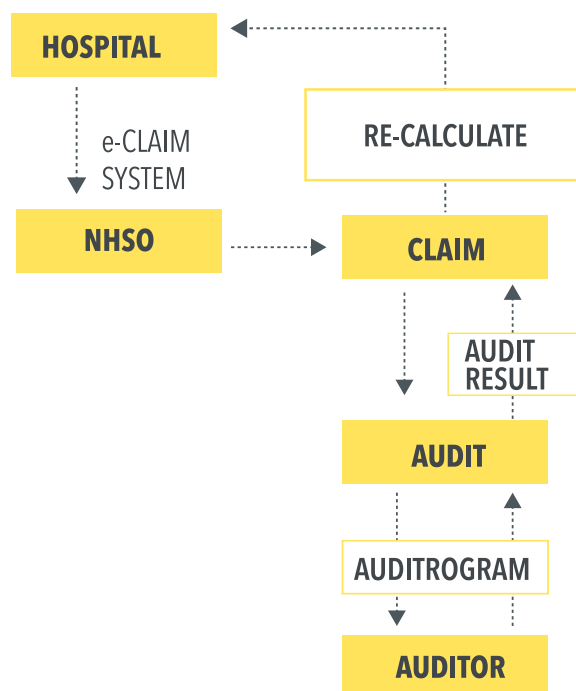 HOSPITAL
e-CLAIM
SYSTEM
RE-CALCULATE
NHSO
CLAIM
AUDIT
RESULT
AUDIT
AUDITROGRAM
AUDITOR